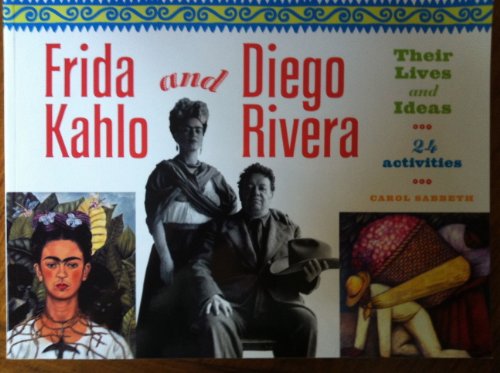 Frida and Diego
Kahlo Rivera
Their
Lives and
Ideas
24
activities
CAROL SABBETH